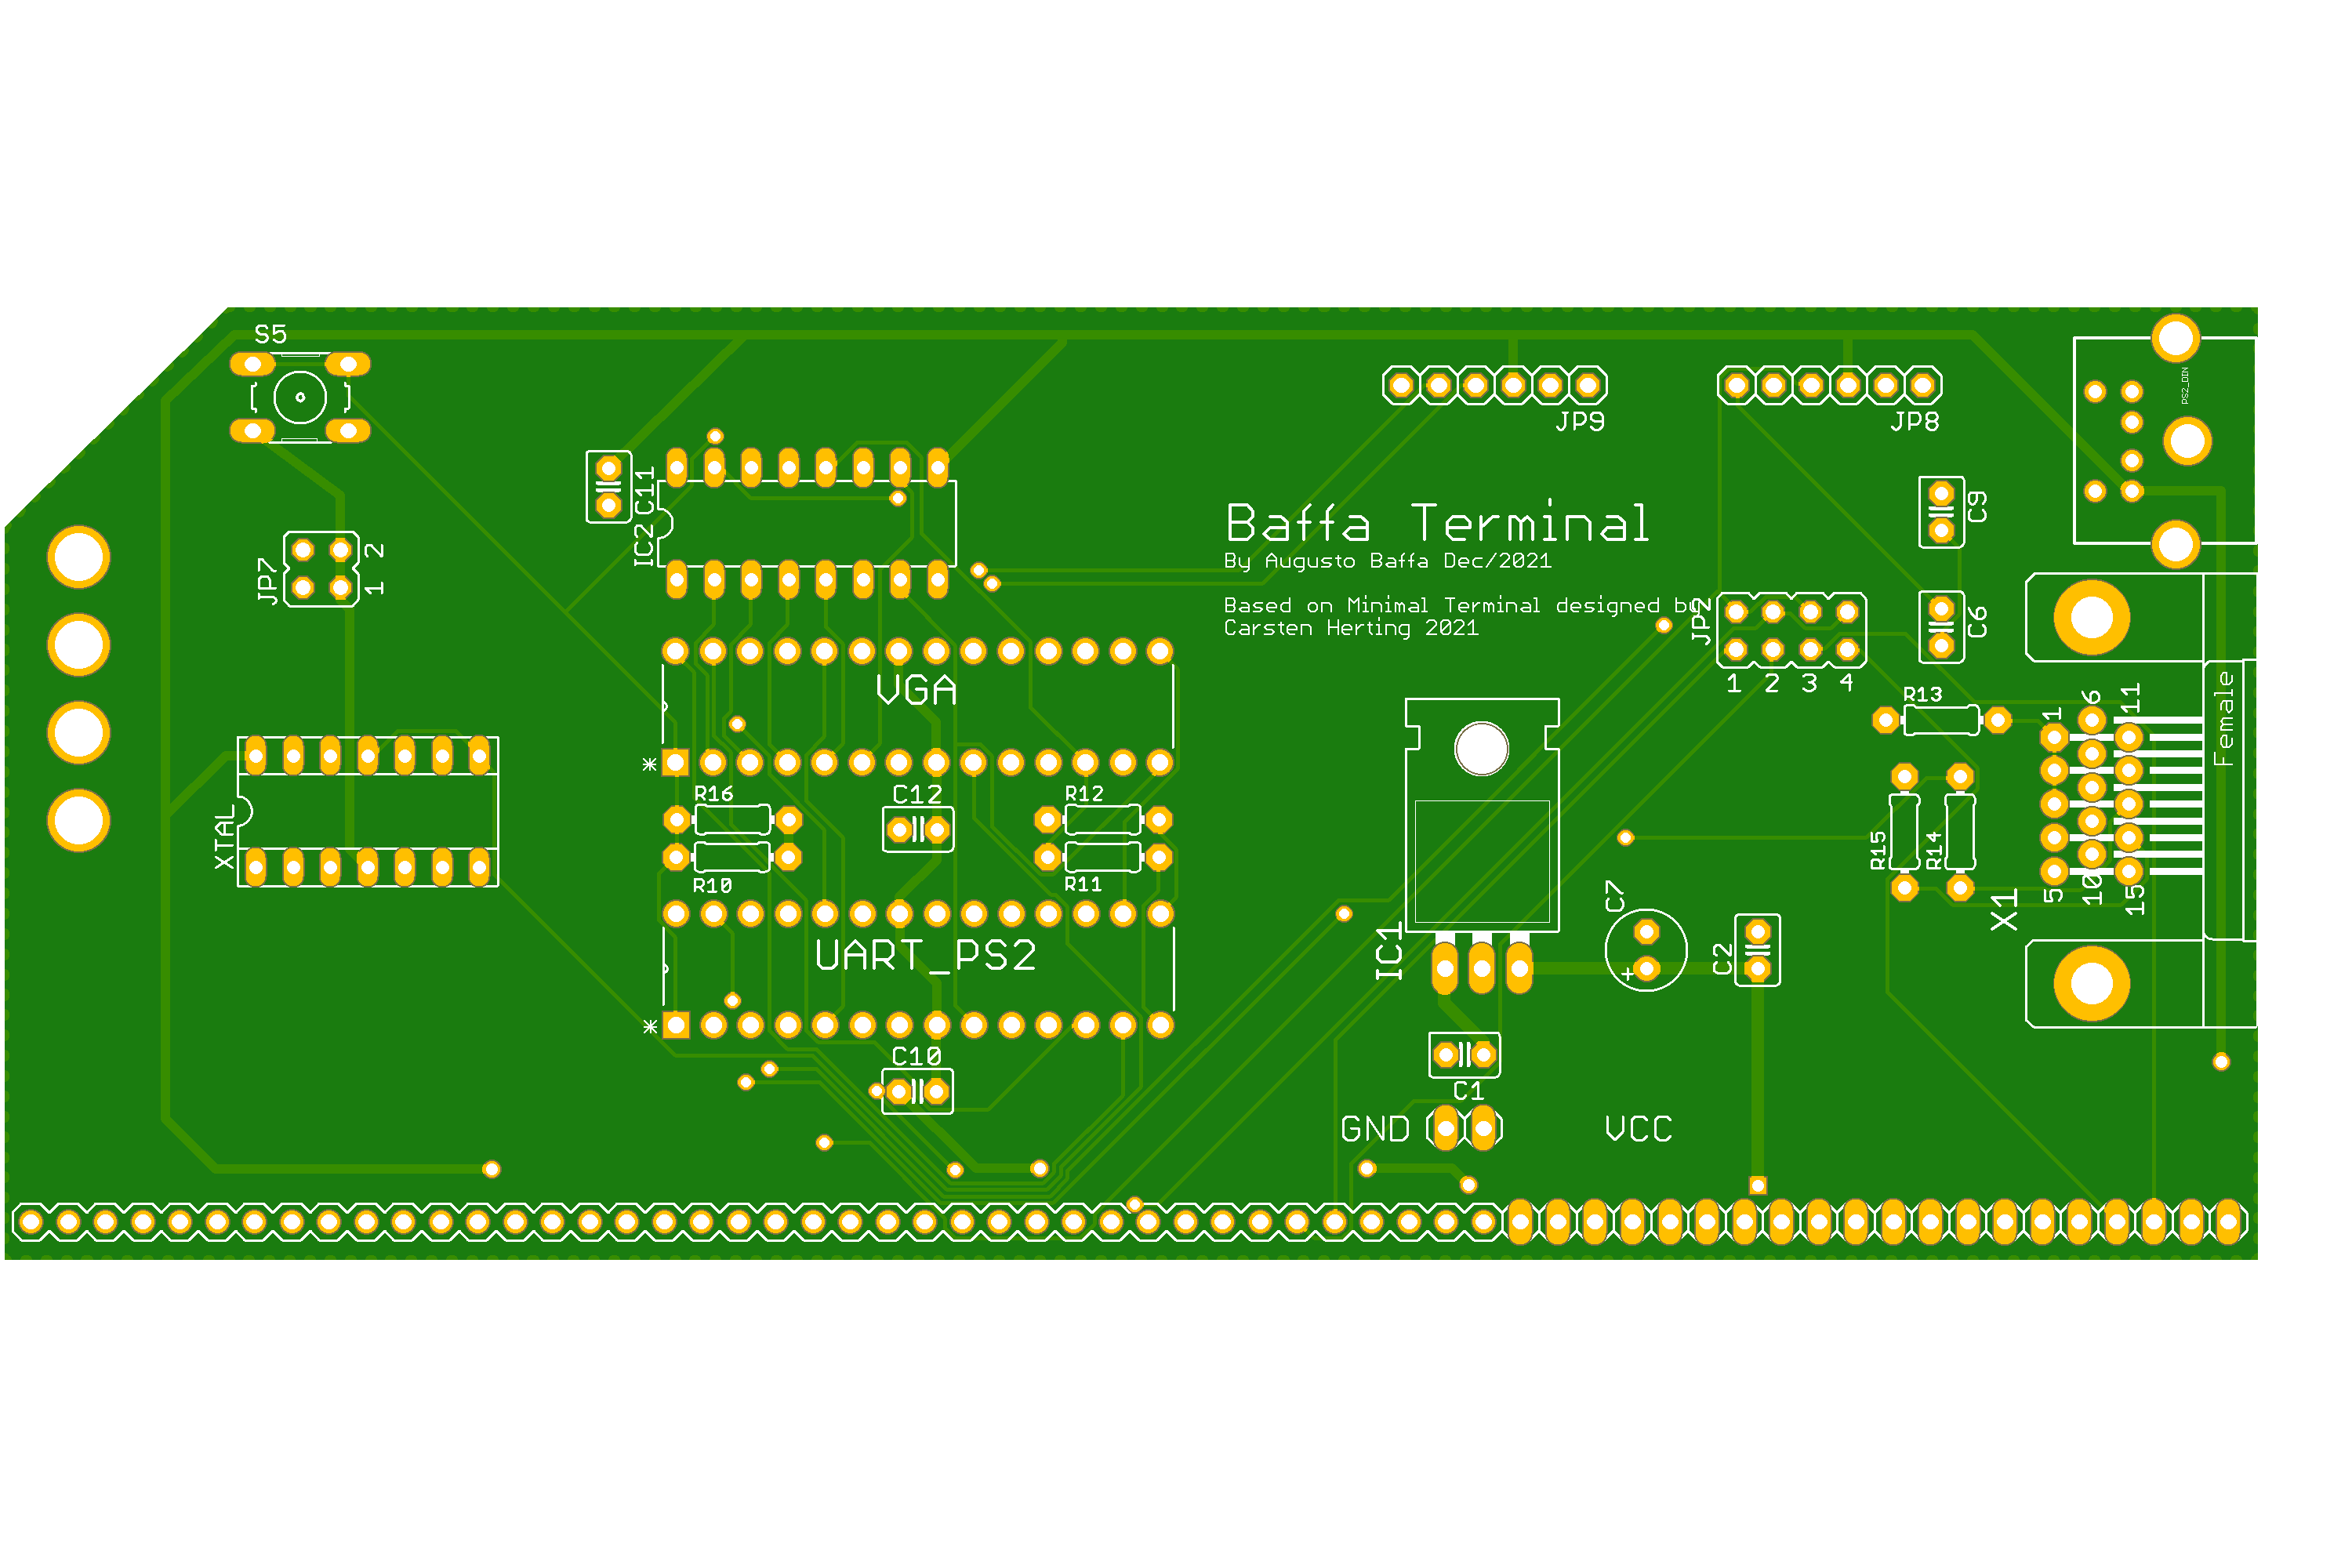 S5
PS2_DIN
JP9
JP8
C11
IC2
Baffa Terminal
By Augusto Baffa Dec/2021
Based on Minimal Terminal designed by
Carsten Herting 2021
C9
C6
JP7
2
1
JP2
1 2 3 4
VGA
R13
1
6
11
Female
XTAL
*
R16
C12
R12
R10
R11
R15
R14
5
10
15
X1
C7
UART_PS2
IC1
+
C2
*
C10
C1
GND
VCC